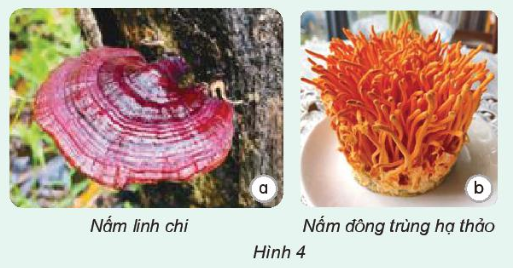 a
b
Nấm linh chi
Nấm đông trùng hạ thảo
Hình 4